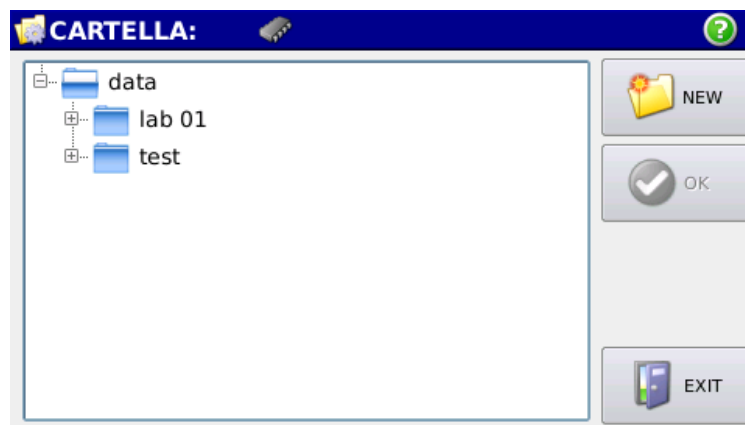 CARTELLA:
data
lab 01
test
NEW
OK
EXIT